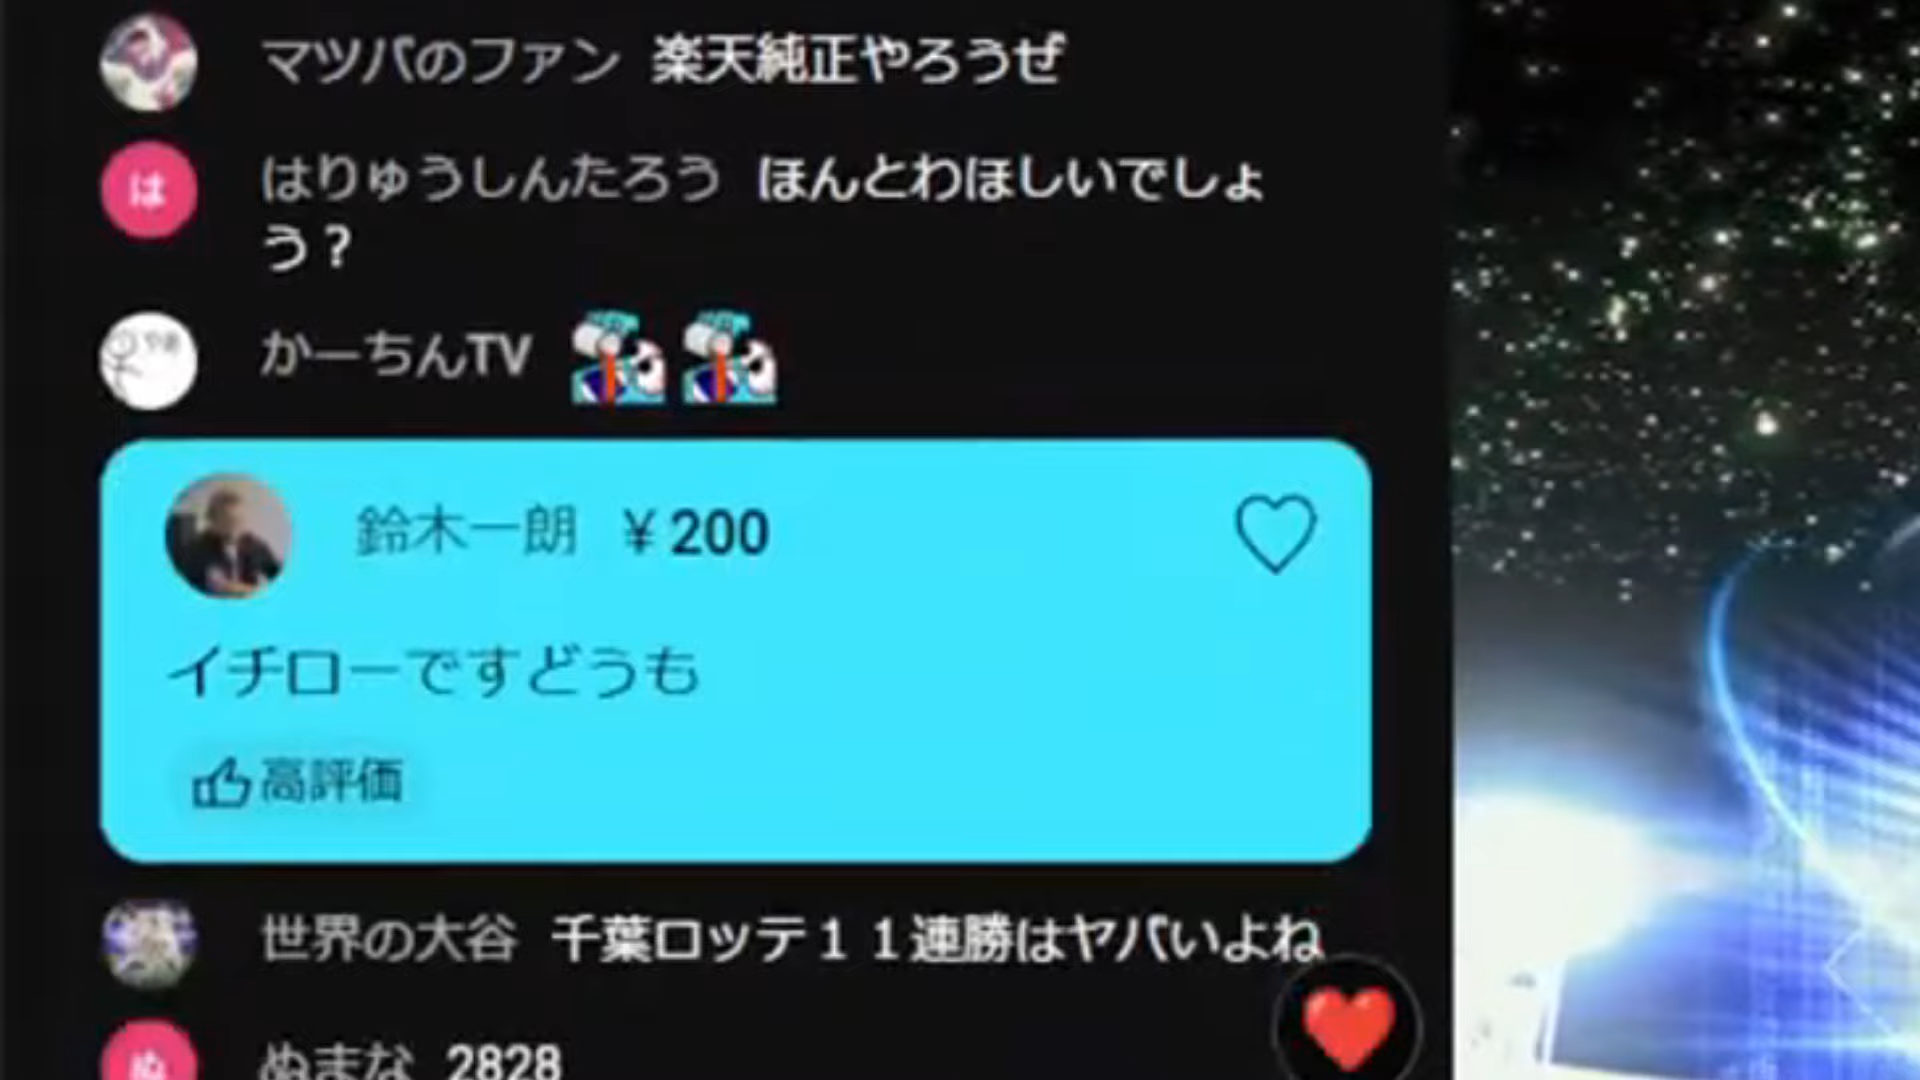 マツバのファン 楽天純正やろうぜ
は はりゅうしんたろう ほんとわほしいでしょ
う？
かーちんTV
鈴木一朗 ￥200
イチローですどうも
高評価
世界の大谷 千葉ロッテ１１連勝はヤバいよね
ぬ ぬまな 2828